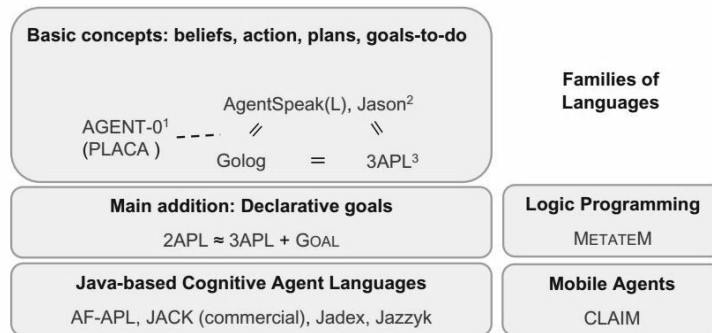 Basic concepts: beliefs, action, plans, goals-to-do
Families of
Languages
AgentSpeak(L), Jason²
AGENT-0¹
(PLACA )
Golog = 3APL³
Main addition: Declarative goals
2APL ≈ 3APL + GOAL
Logic Programming
METATEM
Java-based Cognitive Agent Languages
AF-APL, JACK (commercial), Jadex, Jazzyk
Mobile Agents
CLAIM